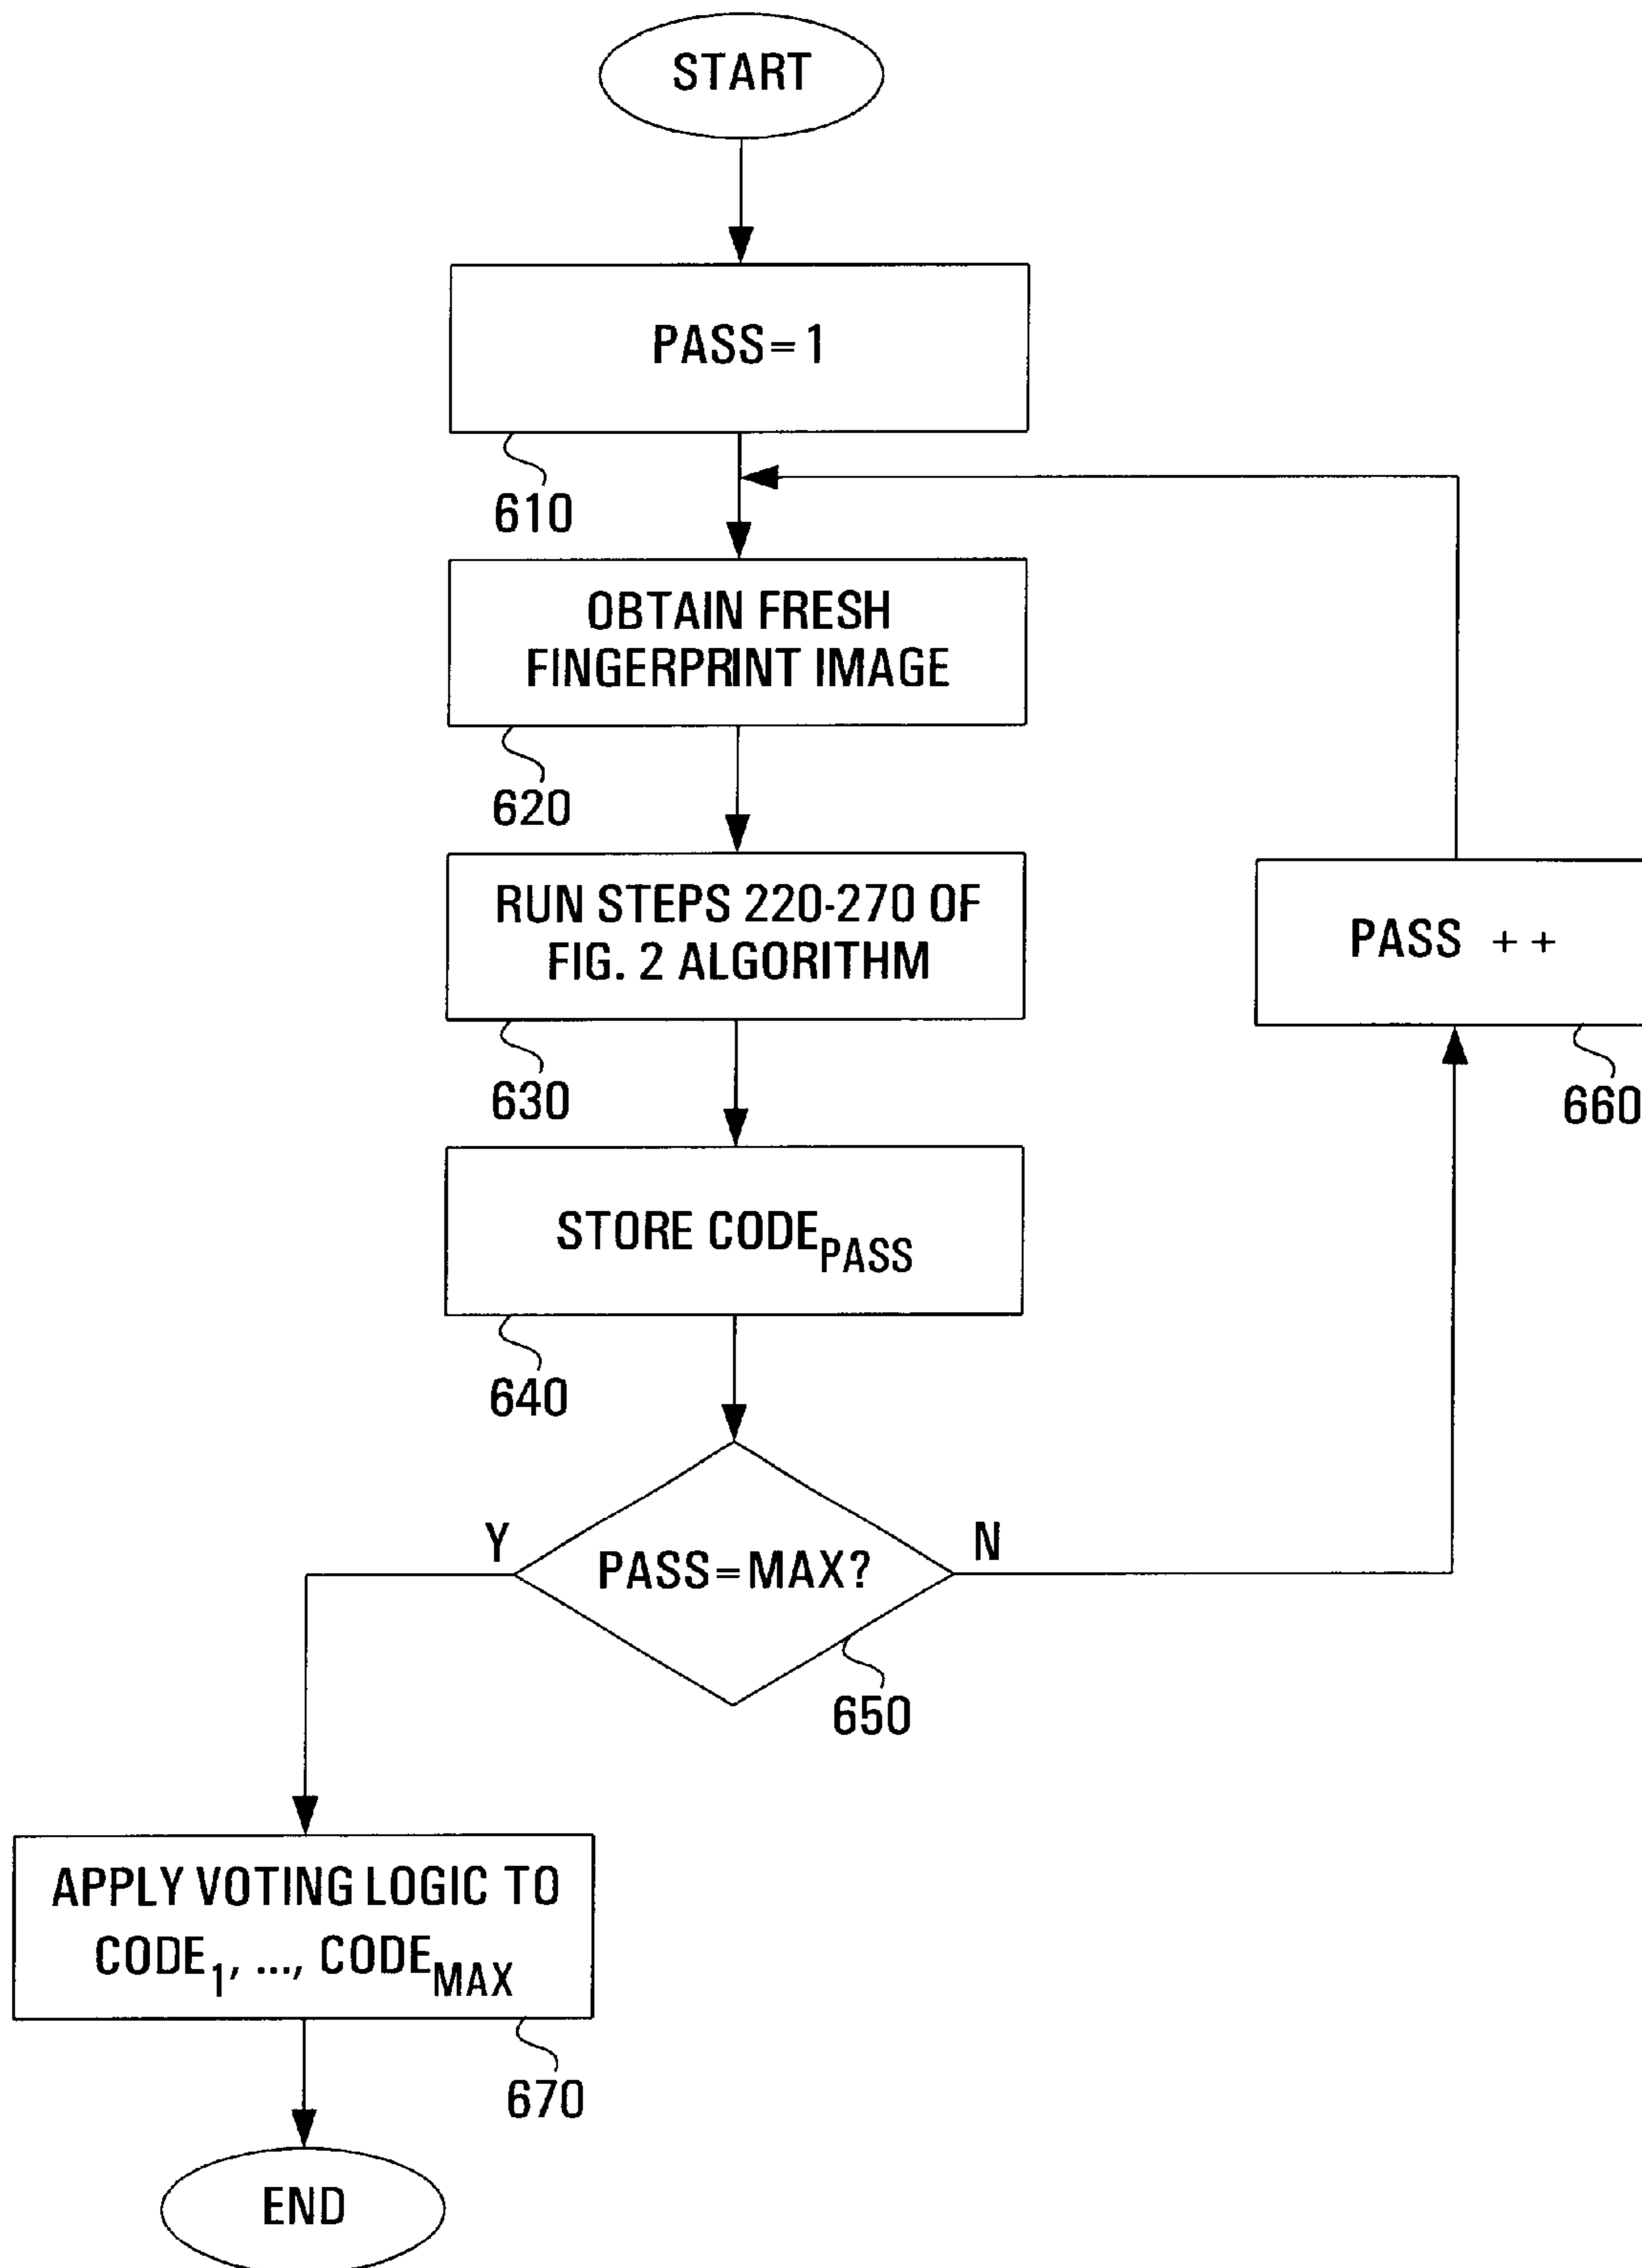 START
PASS=1
610
OBTAIN FRESH
FINGERPRINT IMAGE
620
RUN STEPS 220-270 OF
FIG. 2 ALGORITHM
630
PASS ++
660
STORE CODE_PASS
640
PASS=MAX?
Y
N
650
APPLY VOTING LOGIC TO
CODE_1, ..., CODE_MAX
670
END